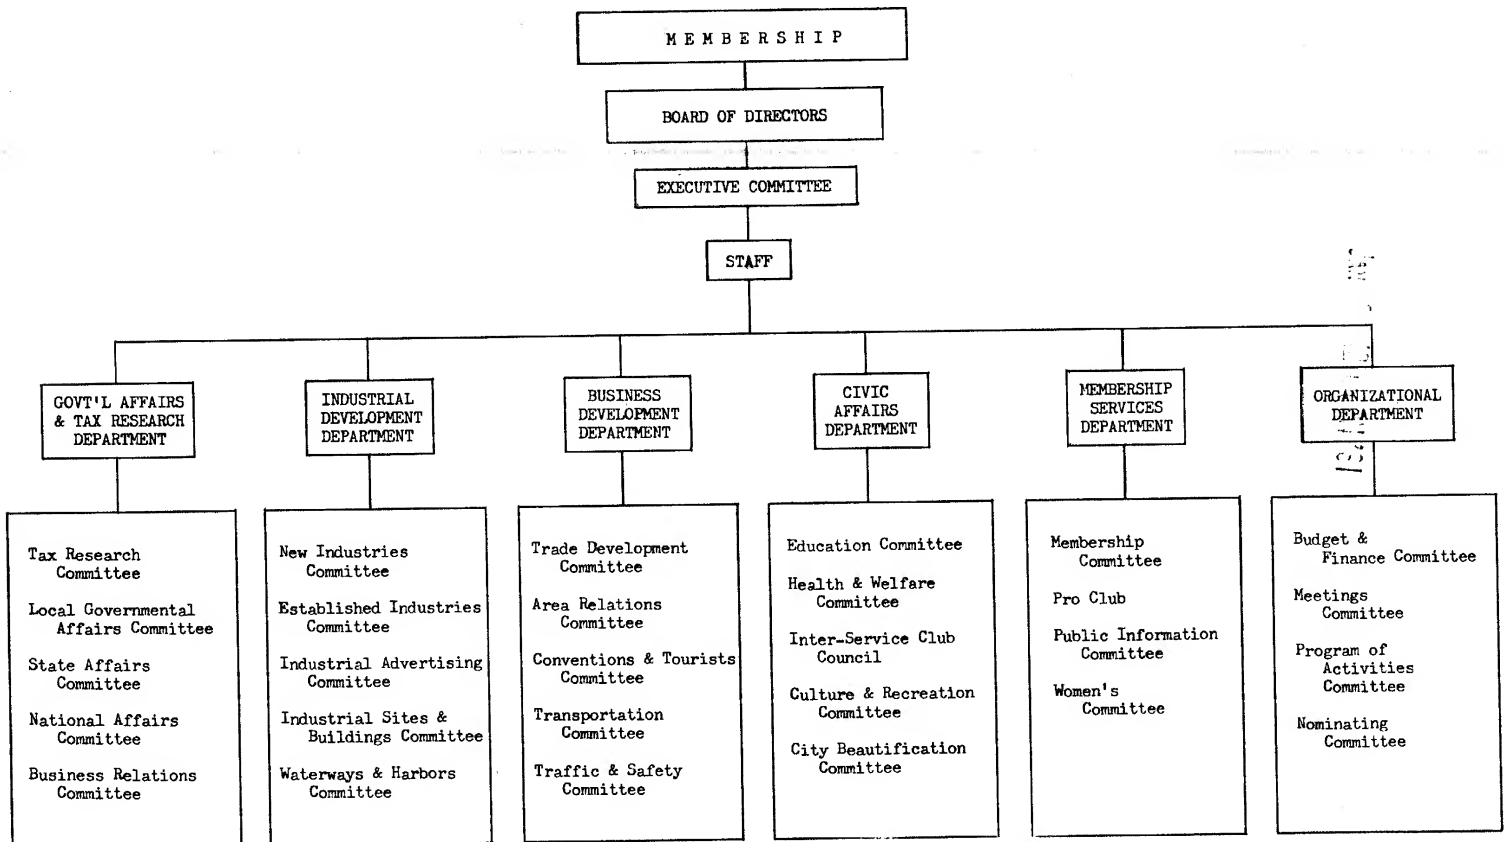 MEMBERSHIP
BOARD OF DIRECTORS
EXECUTIVE COMMITTEE
STAFF
GOVT'L AFFAIRS
& TAX RESEARCH
DEPARTMENT
INDUSTRIAL
DEVELOPMENT
DEPARTMENT
BUSINESS
DEVELOPMENT
DEPARTMENT
CIVIC
AFFAIRS
DEPARTMENT
MEMBERSHIP
SERVICES
DEPARTMENT
ORGANIZATIONAL
DEPARTMENT
Tax Research
Committee
Local Governmental
Affairs Committee
State Affairs
Committee
National Affairs
Committee
Business Relations
Committee
New Industries
Committee
Established Industries
Committee
Industrial Advertising
Committee
Industrial Sites &
Buildings Committee
Waterways & Harbors
Committee
Trade Development
Committee
Area Relations
Committee
Conventions & Tourists
Committee
Transportation
Committee
Traffic & Safety
Committee
Education Committee
Health & Welfare
Committee
Inter-Service Club
Council
Culture & Recreation
Committee
City Beautification
Committee
Membership
Committee
Pro Club
Public Information
Committee
Women's
Committee
Budget &
Finance Committee
Meetings
Committee
Program of
Activities
Committee
Nominating
Committee